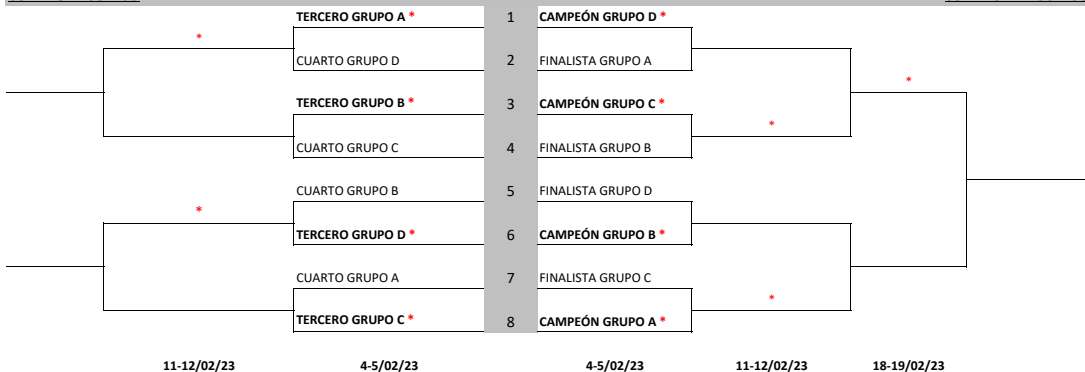 TERCERO GRUPO A * 1 CAMPEÓN GRUPO D *
*
CUARTO GRUPO D 2 FINALISTA GRUPO A
*
TERCERO GRUPO B * 3 CAMPEÓN GRUPO C *
*
CUARTO GRUPO C 4 FINALISTA GRUPO B
CUARTO GRUPO B 5 FINALISTA GRUPO D
*
TERCERO GRUPO D * 6 CAMPEÓN GRUPO B *
CUARTO GRUPO A 7 FINALISTA GRUPO C
*
TERCERO GRUPO C * 8 CAMPEÓN GRUPO A *
11-12/02/23 4-5/02/23 4-5/02/23 11-12/02/23 18-19/02/23